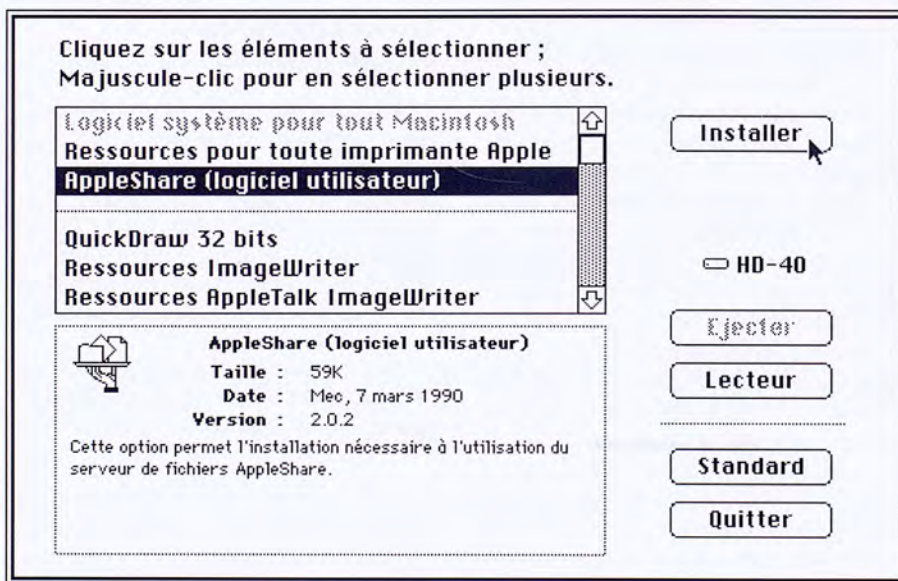 Cliquez sur les éléments à sélectionner ;
Majuscule-clic pour en sélectionner plusieurs.
Logiciel système pour tout Macintosh
Ressources pour toute imprimante Apple
AppleShare (logiciel utilisateur)
QuickDraw 32 bits
Ressources ImageWriter
Ressources AppleTalk ImageWriter
Installer
HD-40
Ejecter
Lecteur
Standard
Quitter
AppleShare (logiciel utilisateur)
Taille : 59K
Date : Mec, 7 mars 1990
Version : 2.0.2
Cette option permet l'installation nécessaire à l'utilisation du
serveur de fichiers AppleShare.